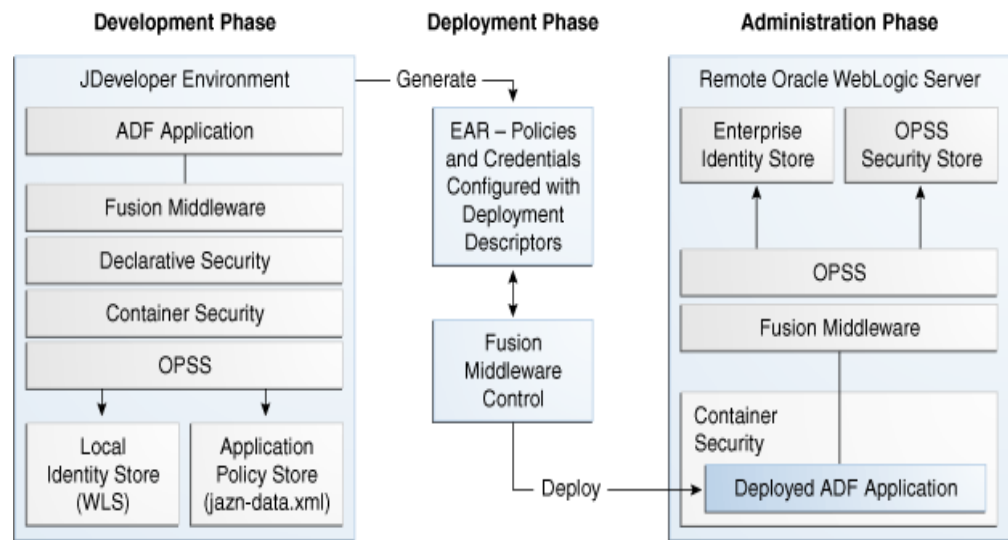 Development Phase
JDeveloper Environment
ADF Application
Fusion Middleware
Declarative Security
Container Security
OPSS
Local
Identity Store
(WLS)
Application
Policy Store
(jazn-data.xml)
Generate
Deployment Phase
EAR – Policies
and Credentials
Configured with
Deployment
Descriptors
Fusion
Middleware
Control
Deploy
Administration Phase
Remote Oracle WebLogic Server
Enterprise
Identity Store
OPSS
Security Store
OPSS
Fusion Middleware
Container
Security
Deployed ADF Application